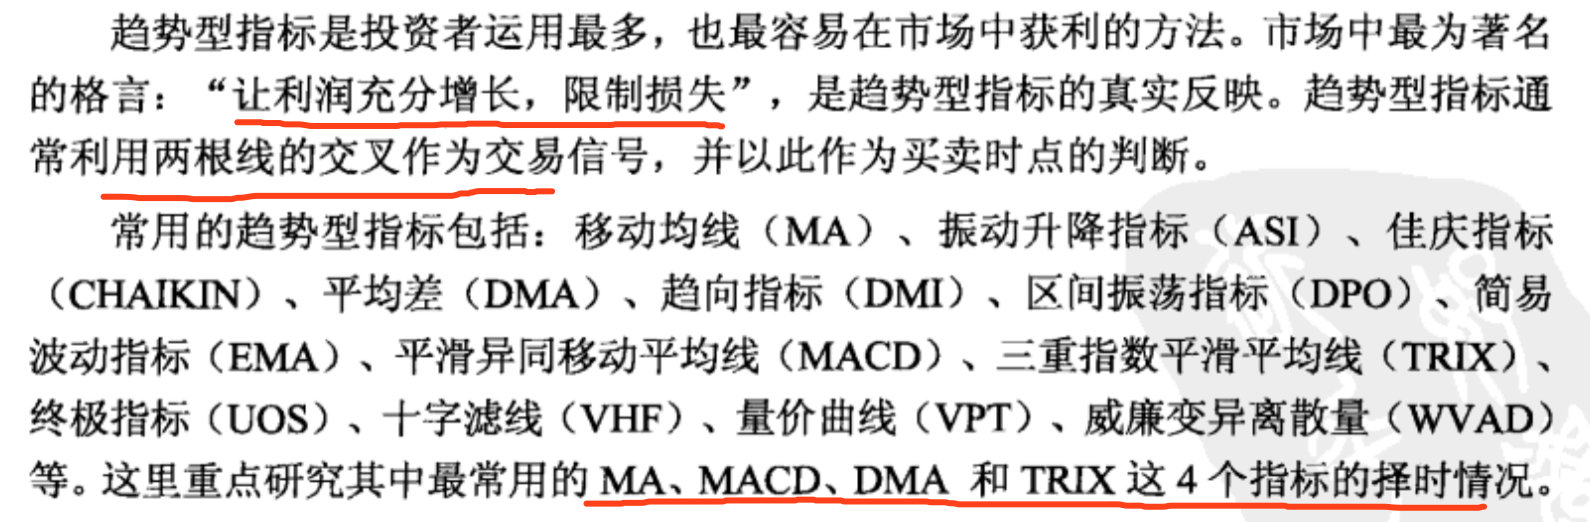 趋势型指标是投资者运用最多，也最容易在市场中获利的方法。市场中最为著名
的格言：“让利润充分增长，限制损失”，是趋势型指标的真实反映。趋势型指标通
常利用两根线的交叉作为交易信号，并以此作为买卖时点的判断。
常用的趋势型指标包括：移动均线（MA）、振动升降指标（ASI）、佳庆指标
（CHAIKIN）、平均差（DMA）、趋向指标（DMI）、区间振荡指标（DPO）、简易
波动指标（EMA）、平滑异同移动平均线（MACD）、三重指数平滑平均线（TRIX）、
终极指标（UOS）、十字滤线（VHF）、量价曲线（VPT）、威廉变异离散量（WVAD）
等。这里重点研究其中最常用的 MA、MACD、DMA 和 TRIX 这 4 个指标的择时情况。